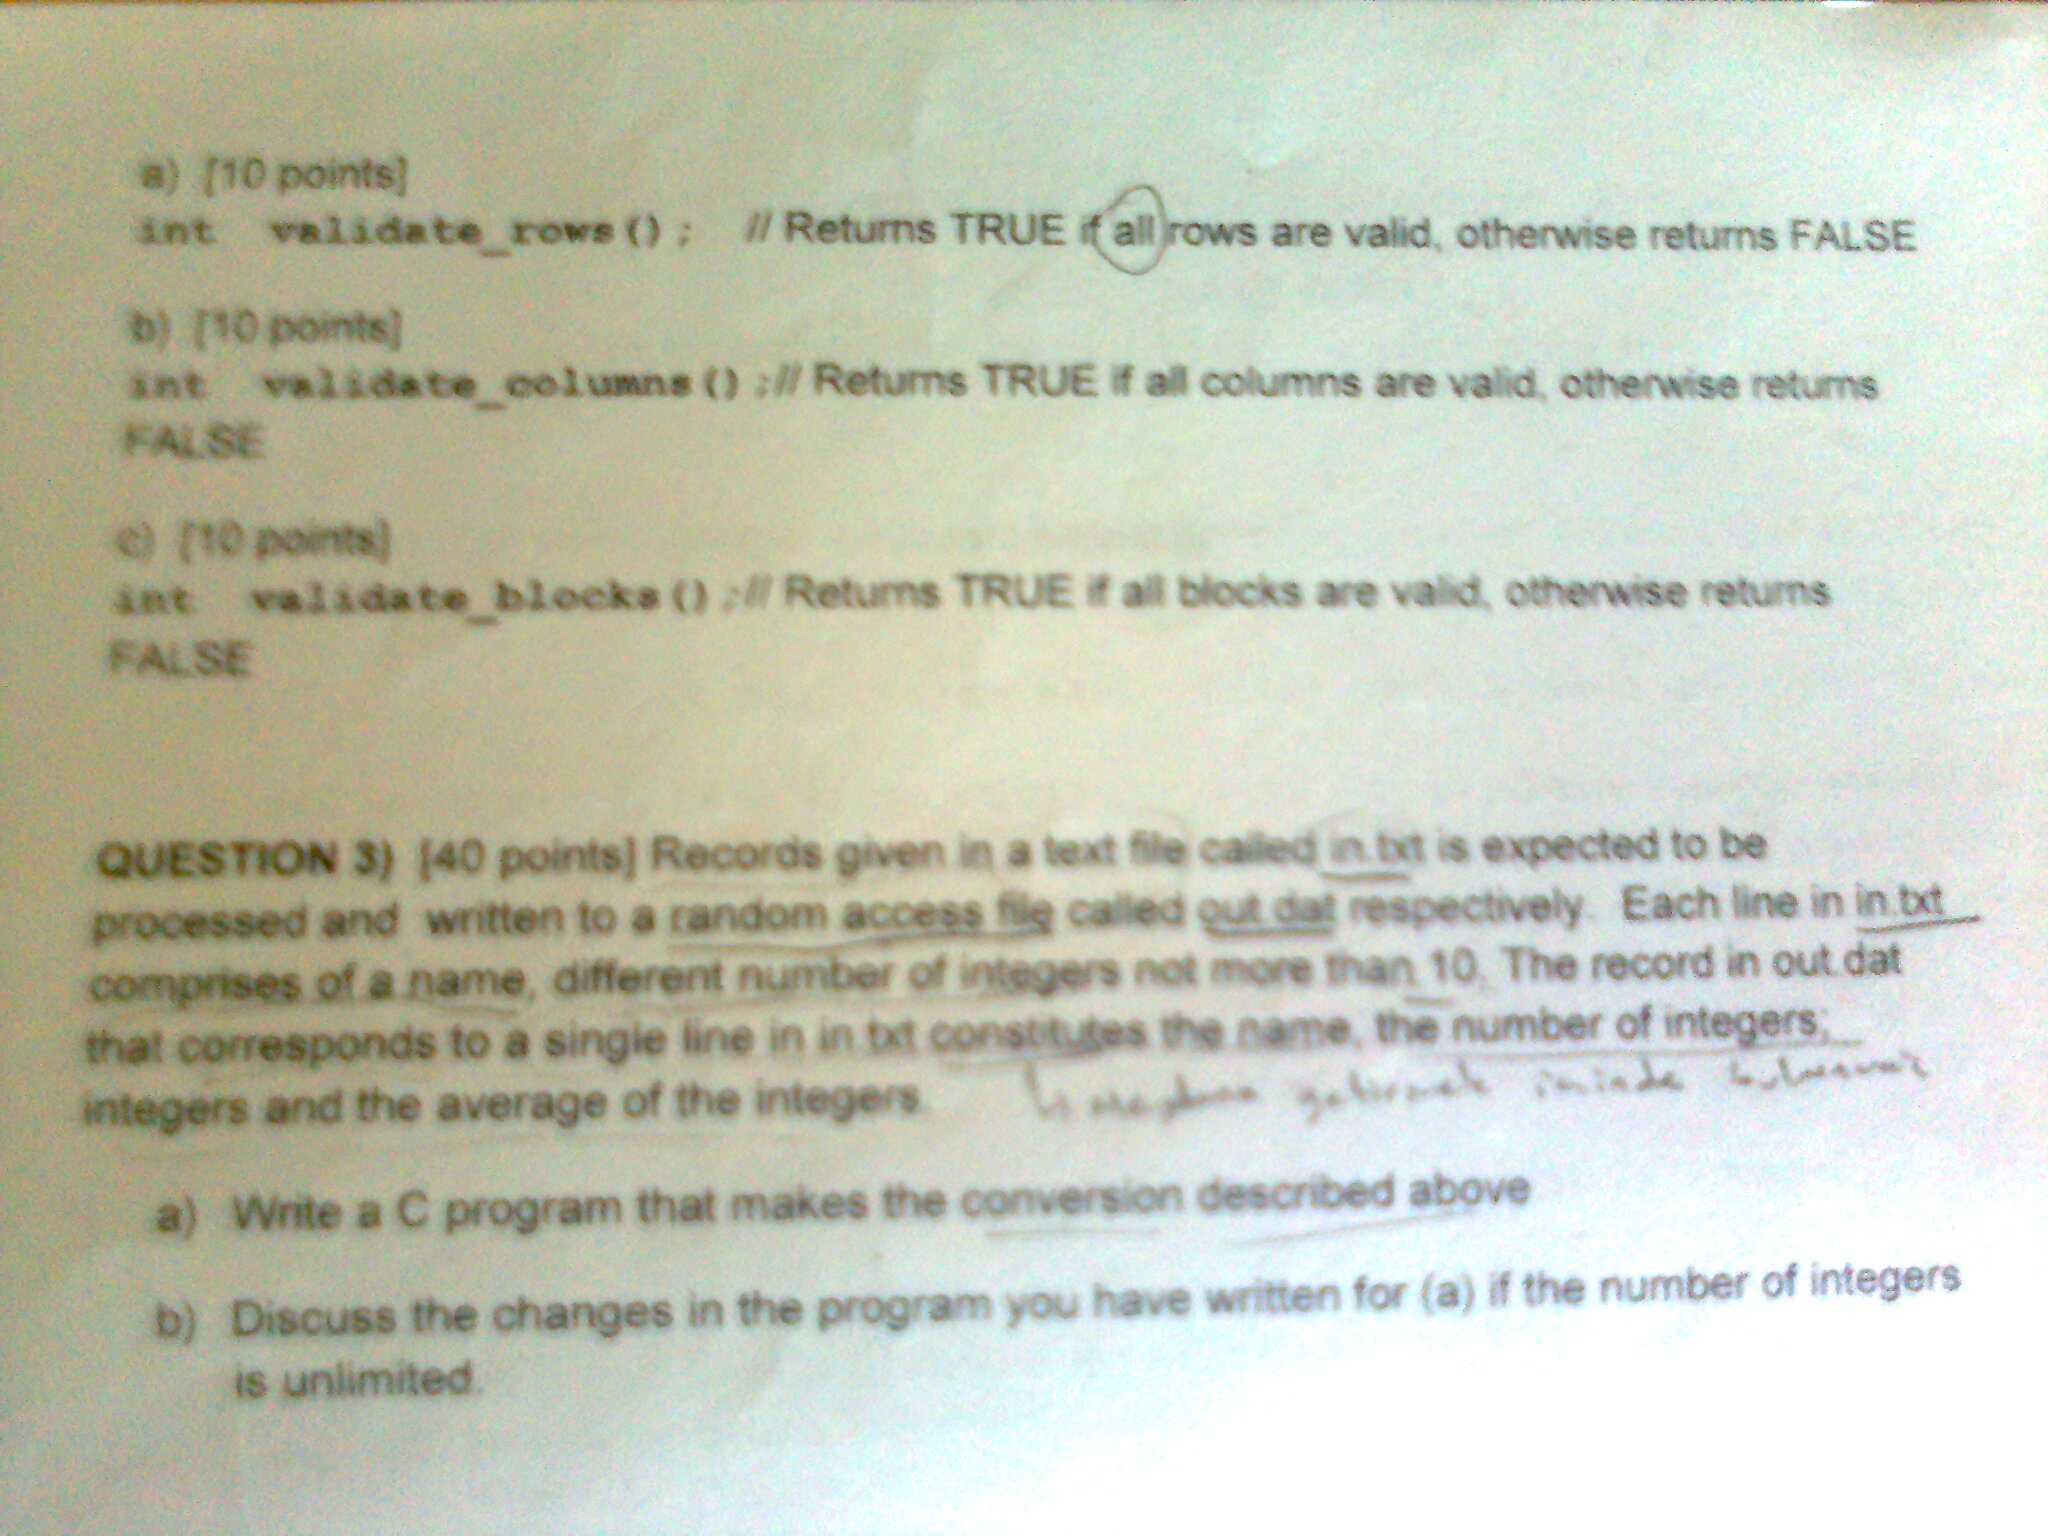 a) [10 points]
int validate_rows(); // Returns TRUE if all rows are valid, otherwise returns FALSE
b) [10 points]
int validate_columns();// Returns TRUE if all columns are valid, otherwise returns
FALSE
c) [10 points]
int validate_blocks();// Returns TRUE if all blocks are valid, otherwise returns
FALSE
QUESTION 3) [40 points] Records given in a text file called in.txt is expected to be
processed and written to a random access file called out.dat respectively. Each line in in.txt
comprises of a name, different number of integers not more than 10. The record in out.dat
that corresponds to a single line in in.txt constitutes the name, the number of integers,
integers and the average of the integers.
a) Write a C program that makes the conversion described above
b) Discuss the changes in the program you have written for (a) if the number of integers
is unlimited.